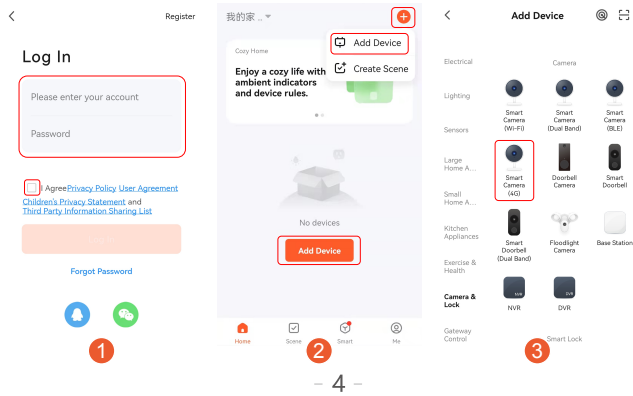 Register
Log In
Please enter your account
Password
I Agree Privacy Policy User Agreement
Children's Privacy Statement and
Third Party Information Sharing List
Forgot Password
1
我的家 ..
Add Device
Create Scene
Cozy Home
Enjoy a cozy life with
ambient indicators
and device rules.
No devices
Add Device
Home
Scene
Smart
Me
2
Add Device
Electrical
Lighting
Sensors
Large
Home A...
Small
Home A...
Kitchen
Appliances
Exercise &
Health
Camera &
Lock
Gateway
Control
Camera
Smart
Camera
(Wi-Fi)
Smart
Camera
(Dual Band)
Smart
Camera
(BLE)
Smart
Camera
(4G)
Doorbell
Camera
Smart
Doorbell
Smart
Doorbell
(Dual Band)
Floodlight
Camera
Base Station
NVR
NVR
DVR
DVR
Smart Lock
3
– 4 –